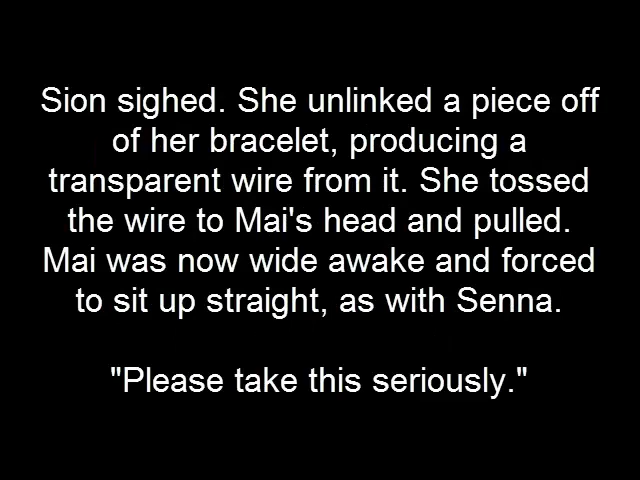 Sion sighed. She unlinked a piece off
of her bracelet, producing a
transparent wire from it. She tossed
the wire to Mai's head and pulled.
Mai was now wide awake and forced
to sit up straight, as with Senna.
"Please take this seriously."